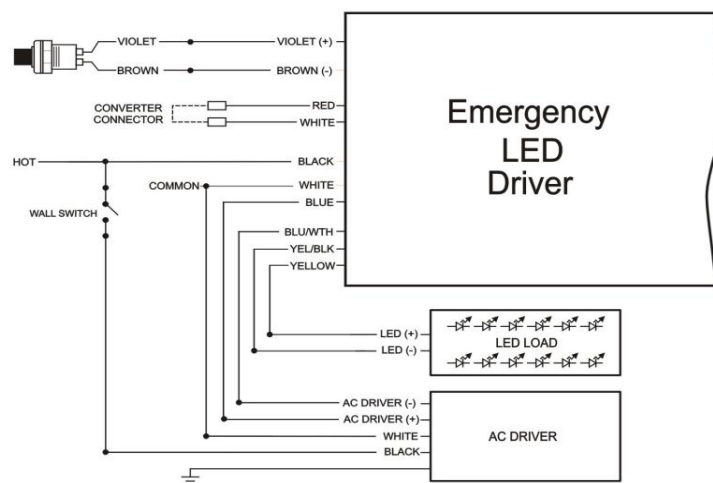 VIOLET VIOLET (+)
BROWN BROWN (-)
CONVERTER
CONNECTOR
RED
WHITE
Emergency
LED
Driver
HOT BLACK
COMMON WHITE
BLUE
WALL SWITCH
BLU/WTH
YEL/BLK
YELLOW
LED (+)
LED (-)
LED LOAD
AC DRIVER (-)
AC DRIVER (+)
WHITE
BLACK
AC DRIVER